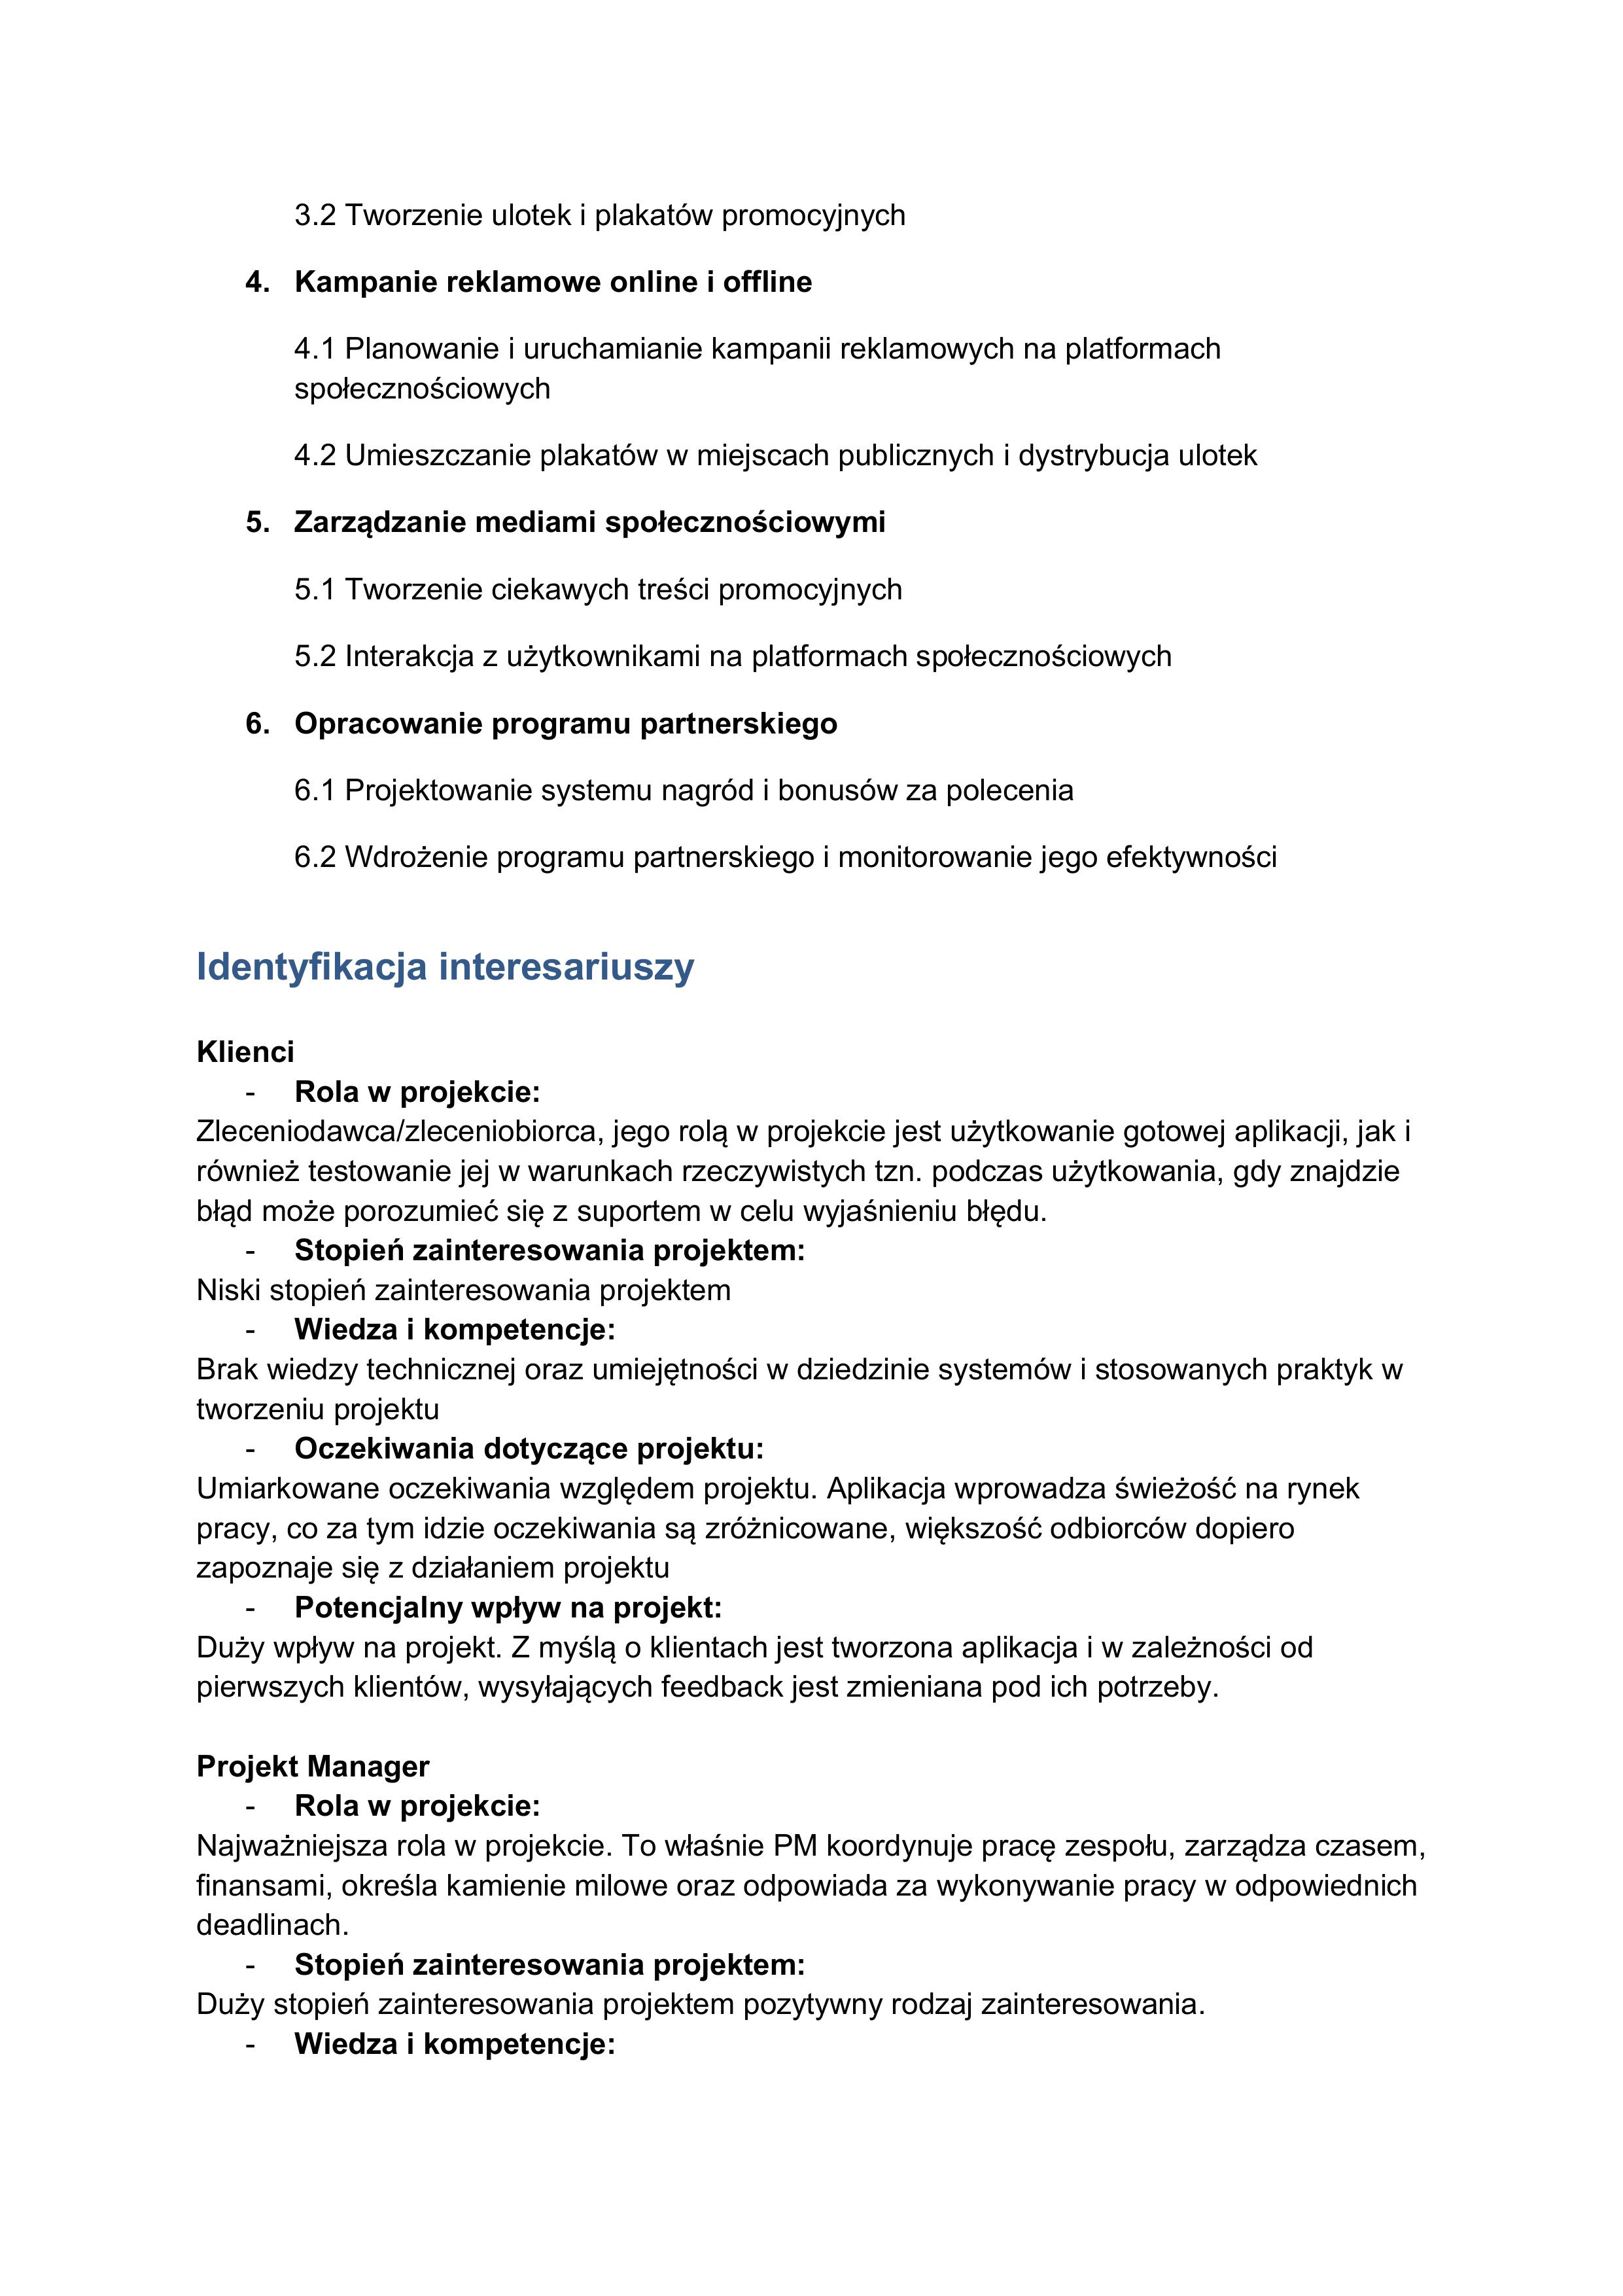 3.2 Tworzenie ulotek i plakatów promocyjnych
4. Kampanie reklamowe online i offline
4.1 Planowanie i uruchamianie kampanii reklamowych na platformach
społecznościowych
4.2 Umieszczanie plakatów w miejscach publicznych i dystrybucja ulotek
5. Zarządzanie mediami społecznościowymi
5.1 Tworzenie ciekawych treści promocyjnych
5.2 Interakcja z użytkownikami na platformach społecznościowych
6. Opracowanie programu partnerskiego
6.1 Projektowanie systemu nagród i bonusów za polecenia
6.2 Wdrożenie programu partnerskiego i monitorowanie jego efektywności
Identyfikacja interesariuszy
Klienci
- Rola w projekcie:
Zleceniodawca/zleceniobiorca, jego rolą w projekcie jest użytkowanie gotowej aplikacji, jak i
również testowanie jej w warunkach rzeczywistych tzn. podczas użytkowania, gdy znajdzie
błąd może porozumieć się z suportem w celu wyjaśnieniu błędu.
- Stopień zainteresowania projektem:
Niski stopień zainteresowania projektem
- Wiedza i kompetencje:
Brak wiedzy technicznej oraz umiejętności w dziedzinie systemów i stosowanych praktyk w
tworzeniu projektu
- Oczekiwania dotyczące projektu:
Umiarkowane oczekiwania względem projektu. Aplikacja wprowadza świeżość na rynek
pracy, co za tym idzie oczekiwania są zróżnicowane, większość odbiorców dopiero
zapoznaje się z działaniem projektu
- Potencjalny wpływ na projekt:
Duży wpływ na projekt. Z myślą o klientach jest tworzona aplikacja i w zależności od
pierwszych klientów, wysyłających feedback jest zmieniana pod ich potrzeby.
Projekt Manager
- Rola w projekcie:
Najważniejsza rola w projekcie. To właśnie PM koordynuje pracę zespołu, zarządza czasem,
finansami, określa kamienie milowe oraz odpowiada za wykonywanie pracy w odpowiednich
deadlinach.
- Stopień zainteresowania projektem:
Duży stopień zainteresowania projektem pozytywny rodzaj zainteresowania.
- Wiedza i kompetencje: